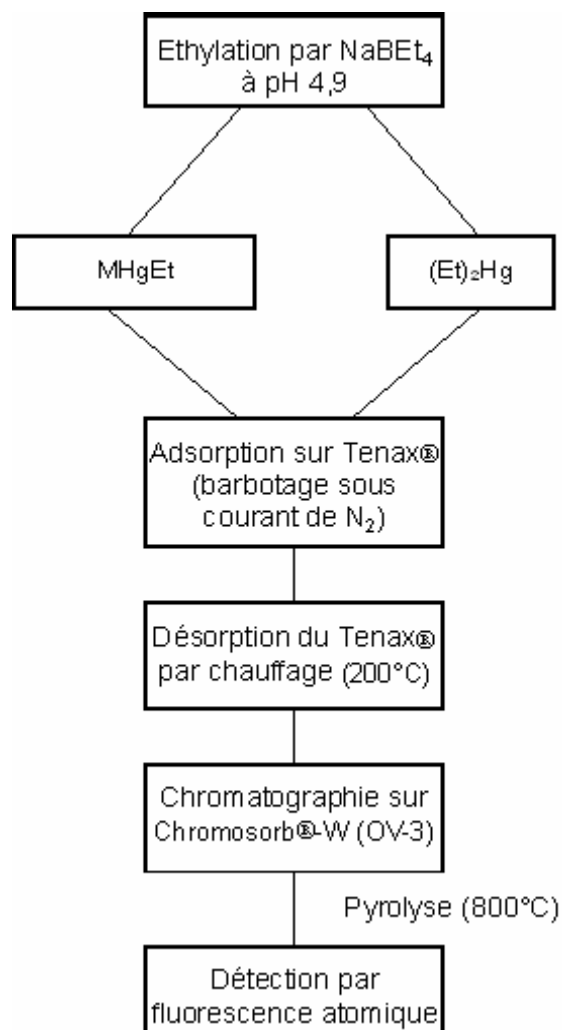 Ethylation par NaBEt₄
à pH 4,9
MHgEt
(Et)₂Hg
Adsorption sur Tenax®
(barbotage sous
courant de N₂)
Désorption du Tenax®
par chauffage (200°C)
Chromatographie sur
Chromosorb®-W (OV-3)
Pyrolyse (800°C)
Détection par
fluorescence atomique